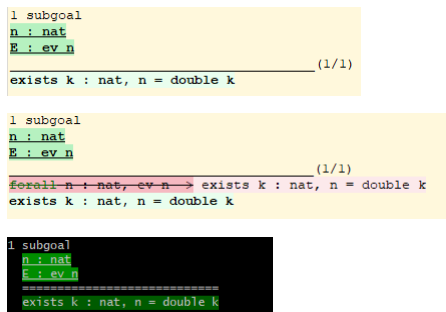 1 subgoal
n : nat
E : ev n
(1/1)
exists k : nat, n = double k
1 subgoal
n : nat
E : ev n
(1/1)
forall n : nat, ev n -> exists k : nat, n = double k
exists k : nat, n = double k
1 subgoal
n : nat
E : ev n
============================
exists k : nat, n = double k